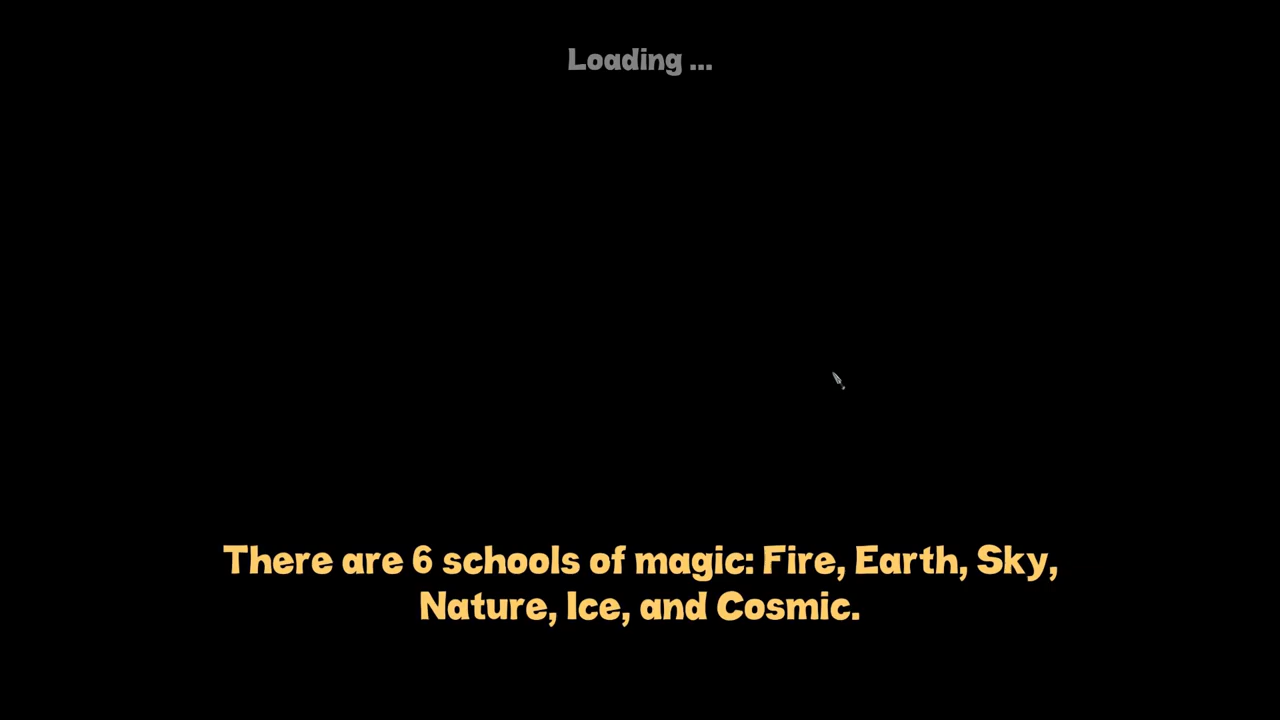 Loading ...
There are 6 schools of magic: Fire, Earth, Sky,
Nature, Ice, and Cosmic.